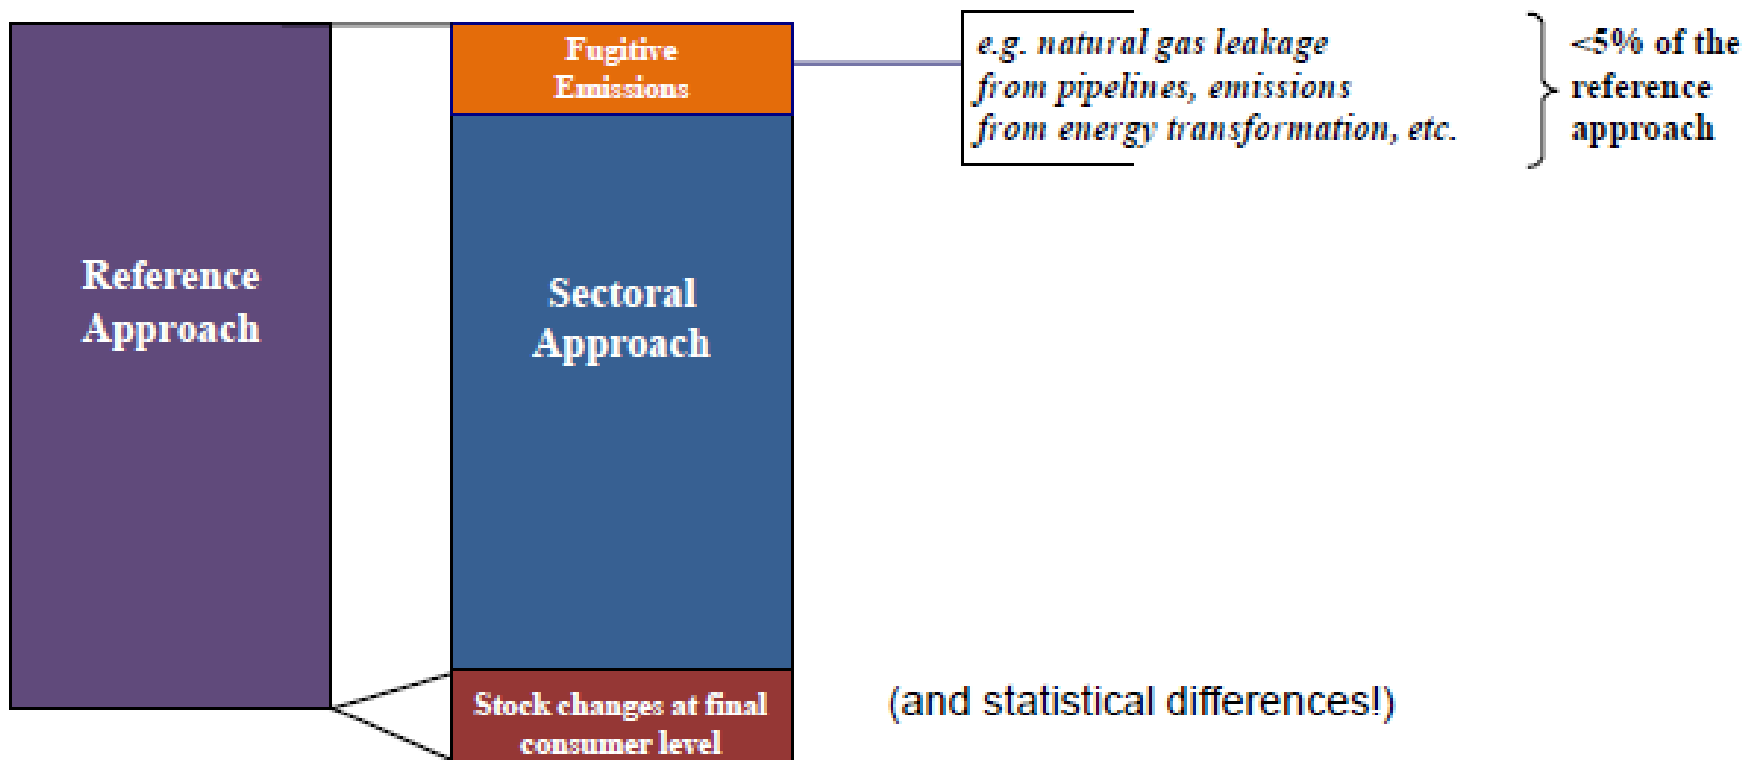 Reference
Approach
Fugitive
Emissions
Sectoral
Approach
Stock changes at final
consumer level
e.g. natural gas leakage
from pipelines, emissions
from energy transformation, etc.
<5% of the
reference
approach
(and statistical differences!)